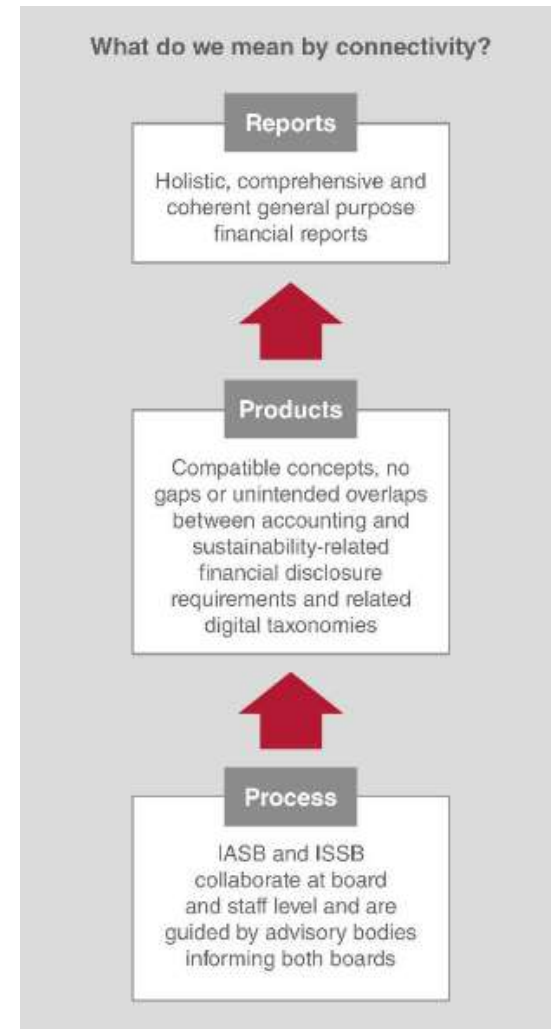 What do we mean by connectivity?
Reports
Holistic, comprehensive and
coherent general purpose
financial reports
Products
Compatible concepts, no
gaps or unintended overlaps
between accounting and
sustainability-related
financial disclosure
requirements and related
digital taxonomies
Process
IASB and ISSB
collaborate at board
and staff level and are
guided by advisory bodies
informing both boards